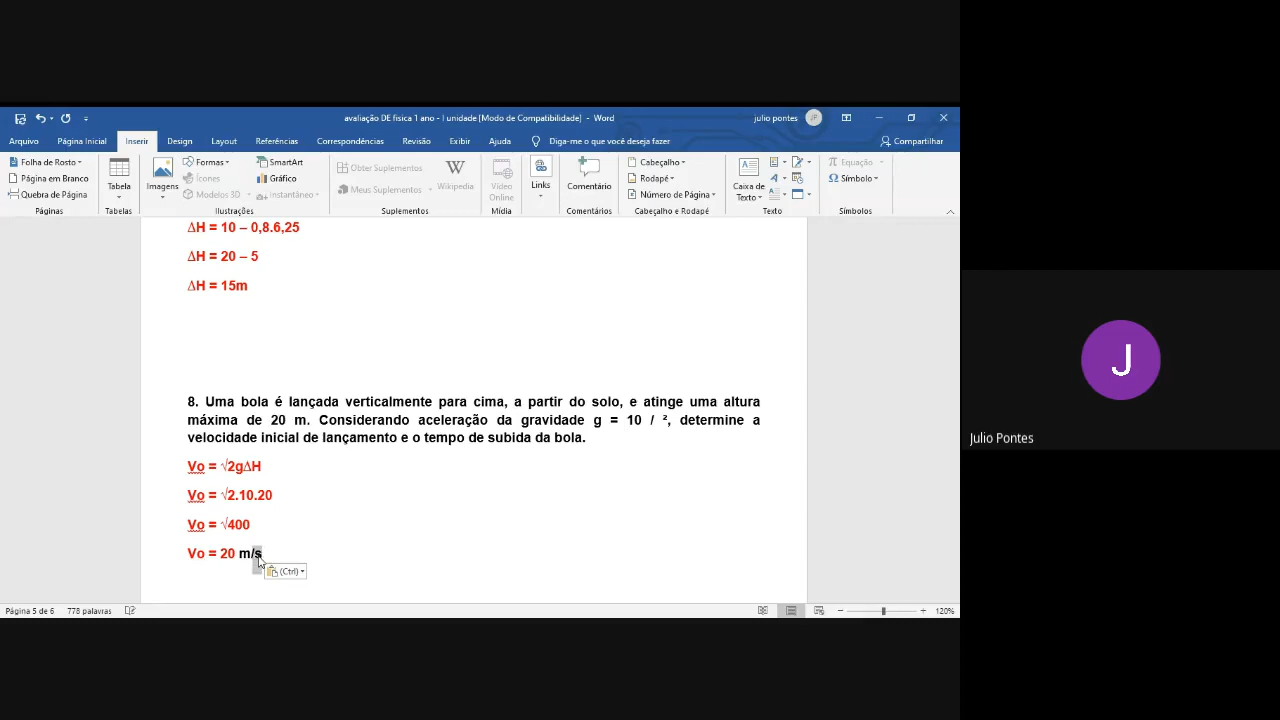 avaliação DE fisica 1 ano - I unidade [Modo de Compatibilidade] - Word
julio pontes
JP
Arquivo Página Inicial Inserir Design Layout Referências Correspondências Revisão Exibir Ajuda Diga-me o que você deseja fazer Compartilhar
Folha de Rosto
Página em Branco
Quebra de Página
Páginas
Tabela
Tabelas
Imagens
Formas
Ícones
Modelos 3D
SmartArt
Gráfico
Instantâneo
Ilustrações
Obter Suplementos
Meus Suplementos
Wikipedia
Suplementos
Vídeo
Online
Mídia
Links
Comentário
Comentários
Cabeçalho
Rodapé
Número de Página
Cabeçalho e Rodapé
Caixa de
Texto
Texto
Equação
Símbolo
Símbolos
∆H = 10 – 0,8.6,25
∆H = 20 – 5
∆H = 15m
8. Uma bola é lançada verticalmente para cima, a partir do solo, e atinge uma altura
máxima de 20 m. Considerando aceleração da gravidade g = 10 / ², determine a
velocidade inicial de lançamento e o tempo de subida da bola.
Vo = √2g∆H
Vo = √2.10.20
Vo = √400
Vo = 20 m/s
(Ctrl)
Página 5 de 6 778 palavras 120%
J
Julio Pontes